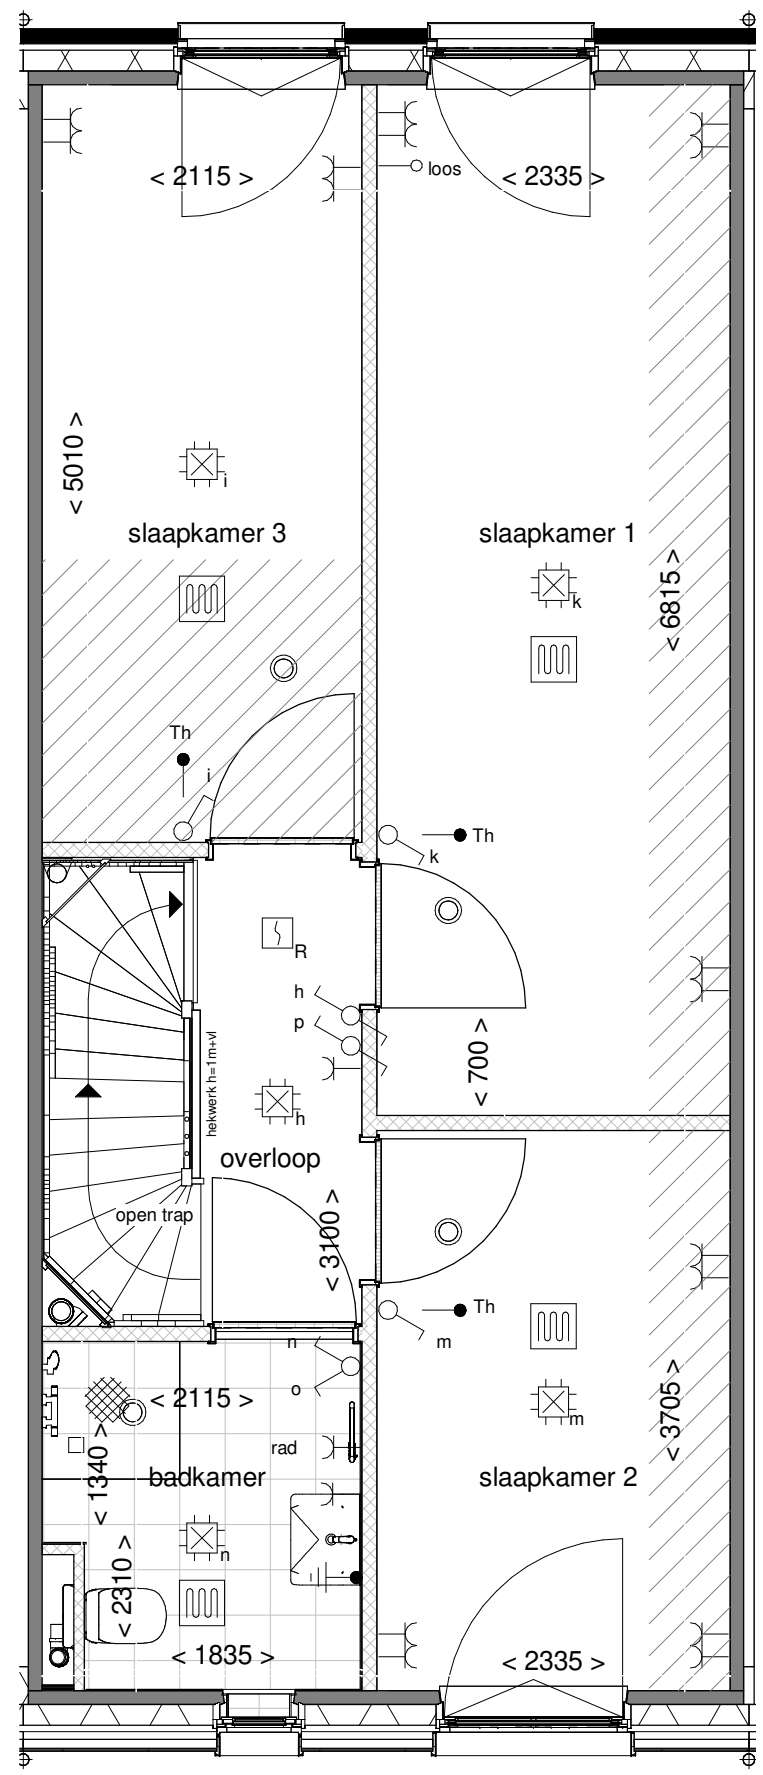 < 2115 >
loos
< 2335 >
< 5010 >
i
slaapkamer 3
slaapkamer 1
k
< 6815 >
Th
i
Th
k
R
h
p
< 700 >
hekwerk h=1m+vl
h
overloop
open trap
< 3100 >
Th
m
n
o
< 2115 >
m
< 3705 >
rad
< 1340 >
badkamer
slaapkamer 2
n
< 2310 >
< 1835 >
< 2335 >